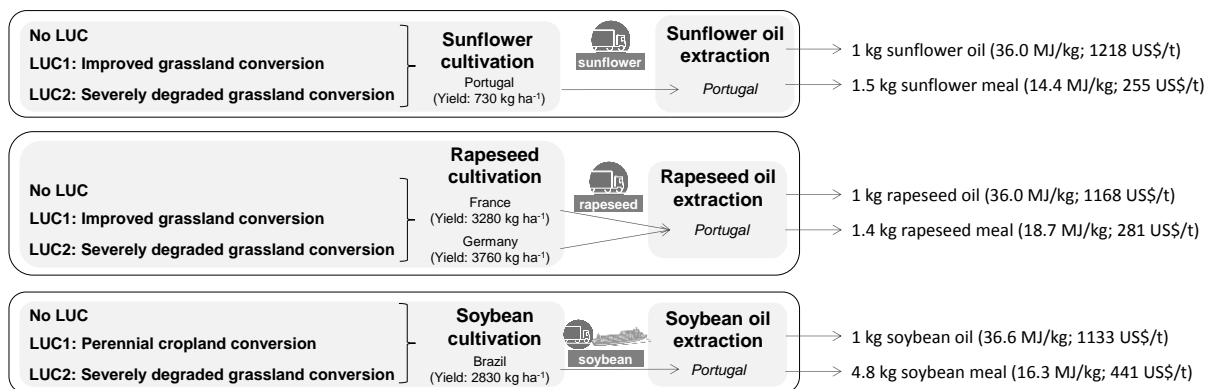 No LUC
LUC1: Improved grassland conversion
LUC2: Severely degraded grassland conversion
Sunflower
cultivation
Portugal
(Yield: 730 kg ha⁻¹)
sunflower
Sunflower oil
extraction
Portugal
1 kg sunflower oil (36.0 MJ/kg; 1218 US$/t)
1.5 kg sunflower meal (14.4 MJ/kg; 255 US$/t)
No LUC
LUC1: Improved grassland conversion
LUC2: Severely degraded grassland conversion
Rapeseed
cultivation
France
(Yield: 3280 kg ha⁻¹)
Germany
(Yield: 3760 kg ha⁻¹)
rapeseed
Rapeseed oil
extraction
Portugal
1 kg rapeseed oil (36.0 MJ/kg; 1168 US$/t)
1.4 kg rapeseed meal (18.7 MJ/kg; 281 US$/t)
No LUC
LUC1: Perennial cropland conversion
LUC2: Severely degraded grassland conversion
Soybean
cultivation
Brazil
(Yield: 2830 kg ha⁻¹)
soybean
Soybean oil
extraction
Portugal
1 kg soybean oil (36.6 MJ/kg; 1133 US$/t)
4.8 kg soybean meal (16.3 MJ/kg; 441 US$/t)